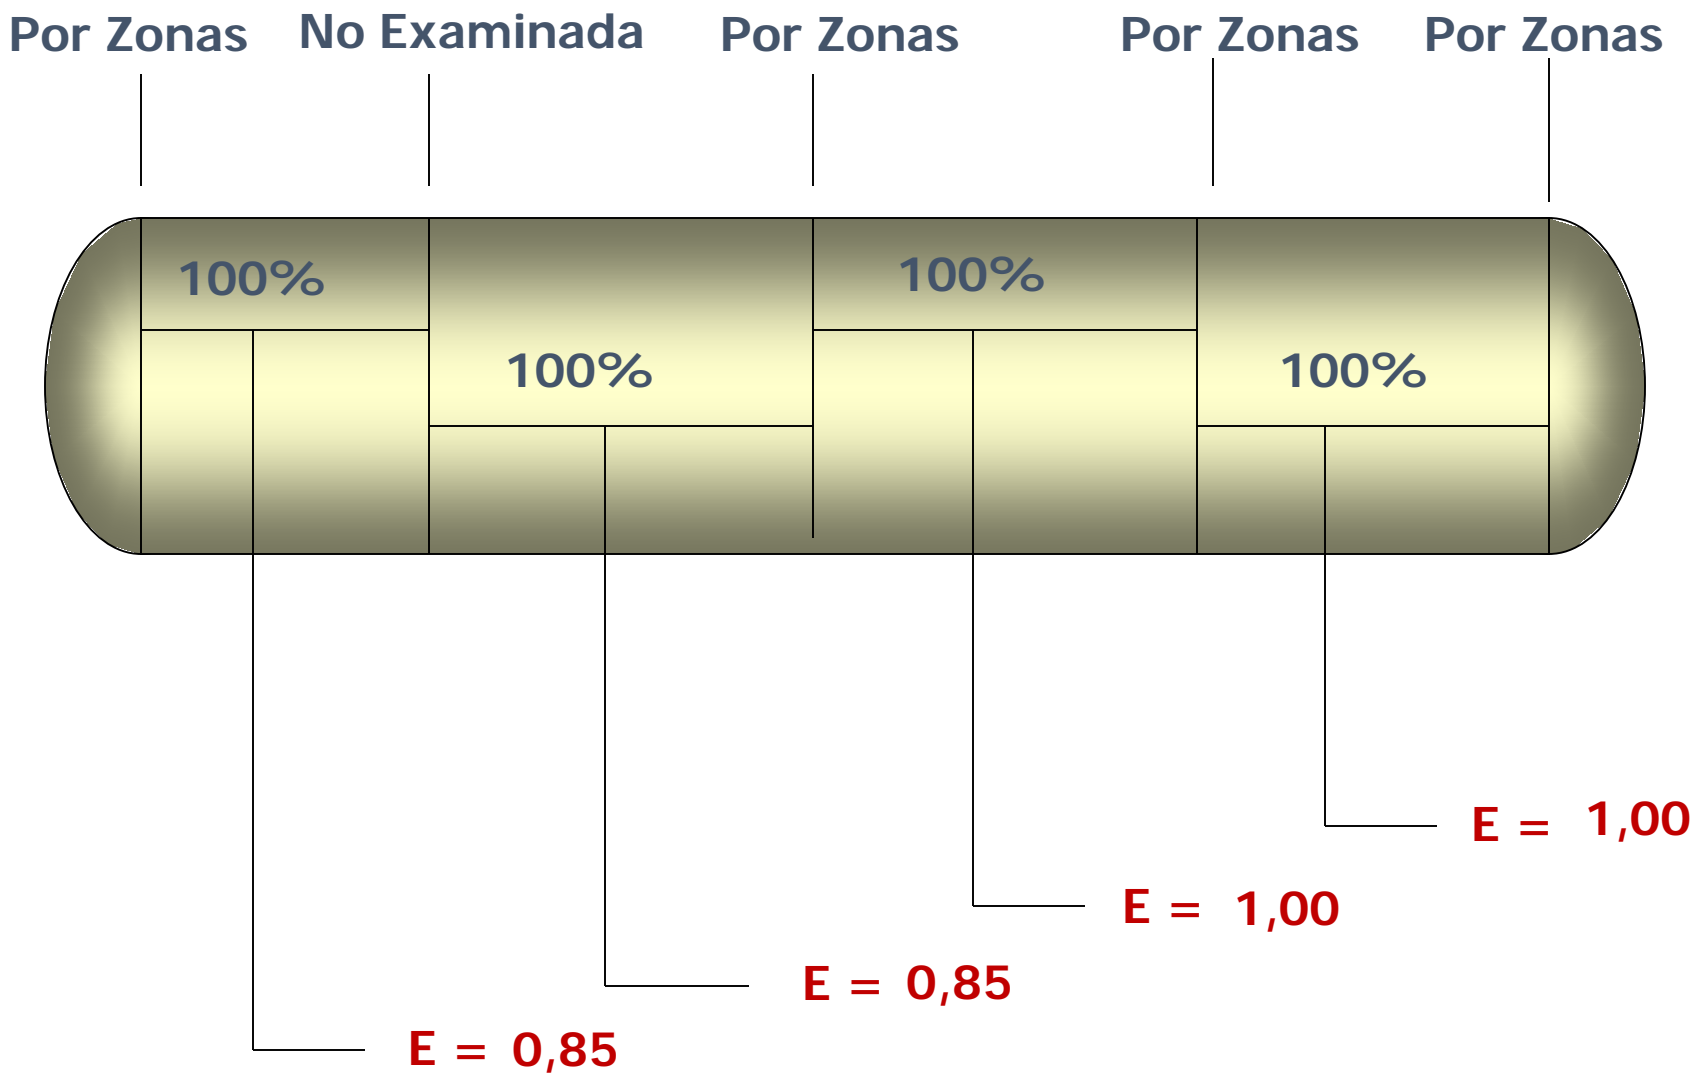 Por Zonas
No Examinada
Por Zonas
Por Zonas
Por Zonas
100%
100%
100%
100%
E = 1,00
E = 1,00
E = 0,85
E = 0,85